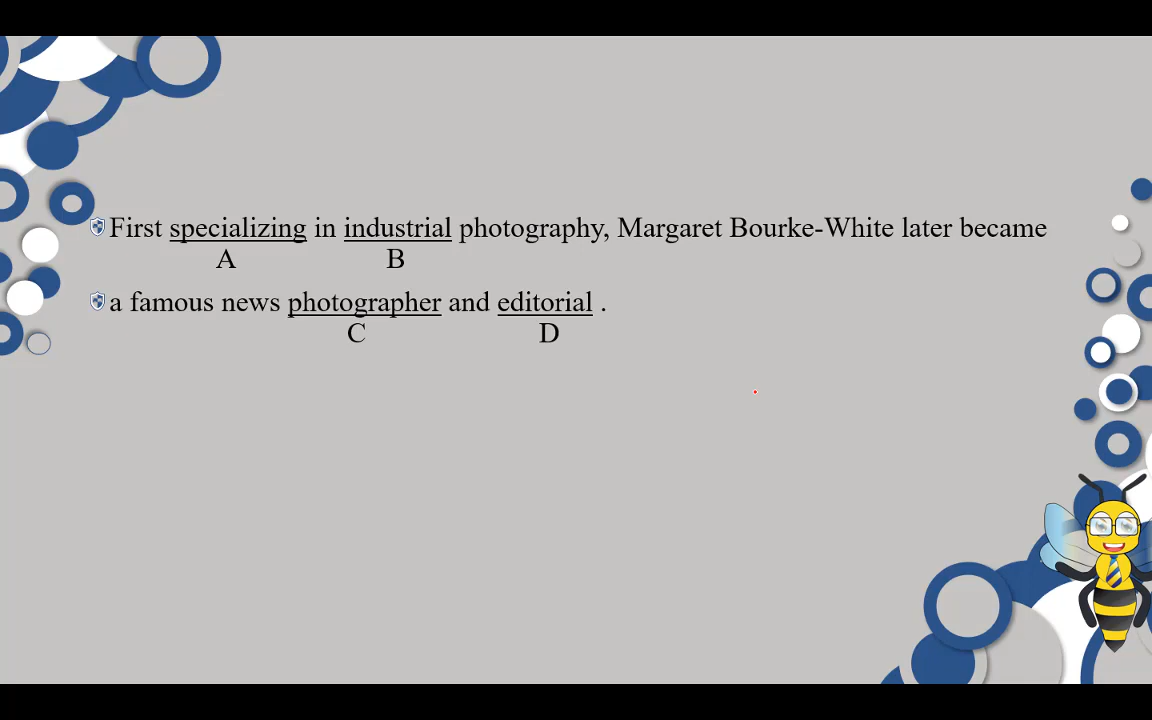 First specializing in industrial photography, Margaret Bourke-White later became
A B
a famous news photographer and editorial .
C D